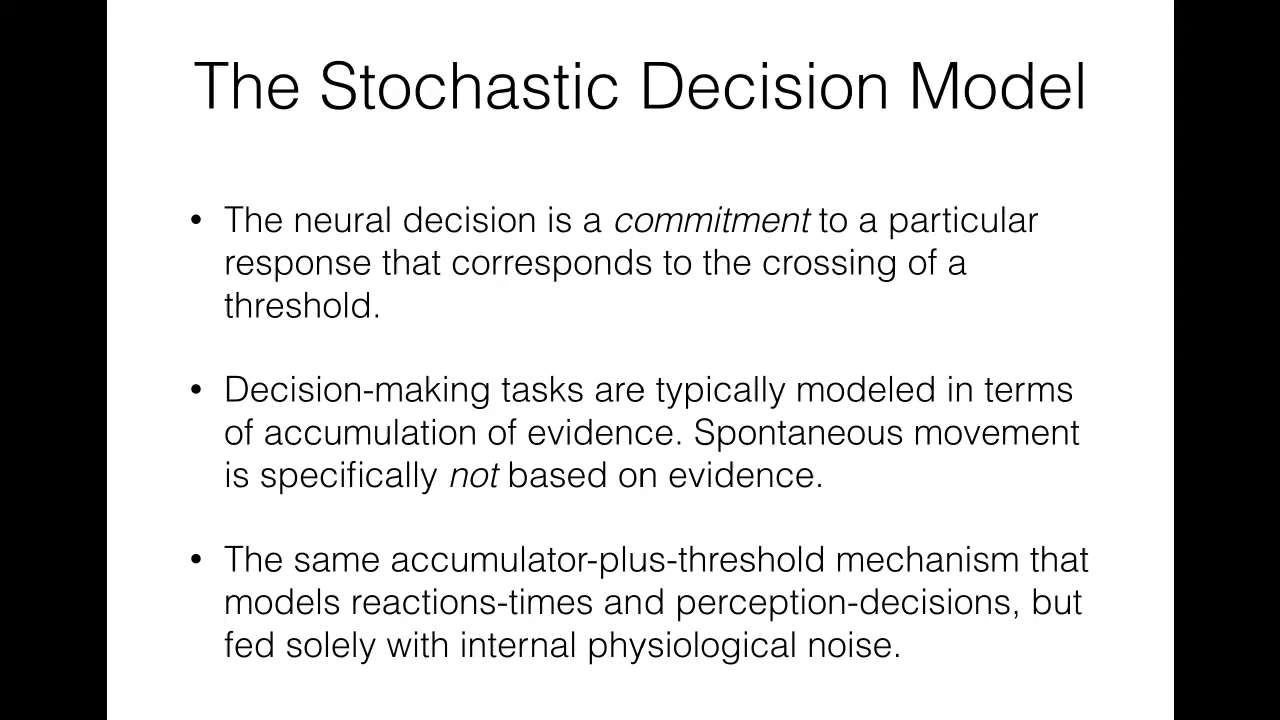 The Stochastic Decision Model
• The neural decision is a commitment to a particular
response that corresponds to the crossing of a
threshold.
• Decision-making tasks are typically modeled in terms
of accumulation of evidence. Spontaneous movement
is specifically not based on evidence.
• The same accumulator-plus-threshold mechanism that
models reactions-times and perception-decisions, but
fed solely with internal physiological noise.